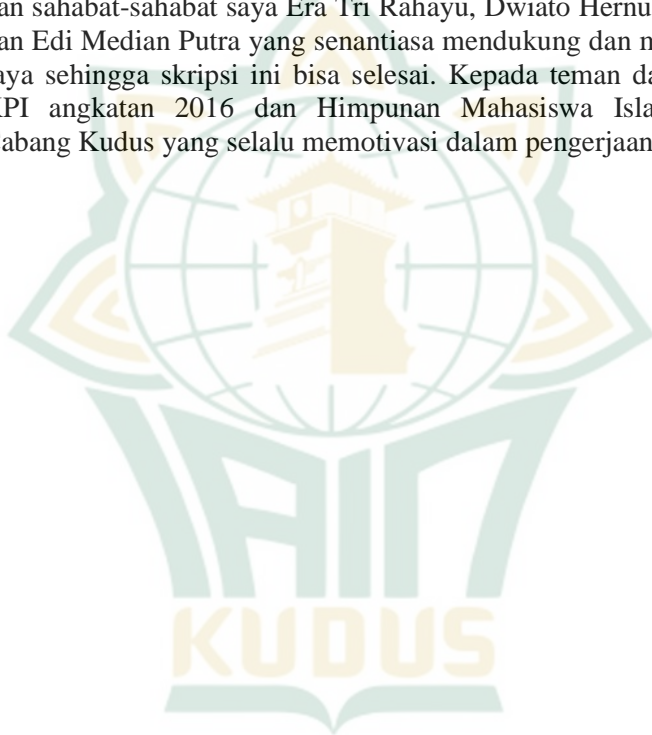 an sahabat-sahabat saya Era Tri Rahayu, Dwiato Hernu
an Edi Median Putra yang senantiasa mendukung dan m
aya sehingga skripsi ini bisa selesai. Kepada teman da
KPI angkatan 2016 dan Himpunan Mahasiswa Isla
abang Kudus yang selalu memotivasi dalam pengerjaan
IAIN
KUDUS